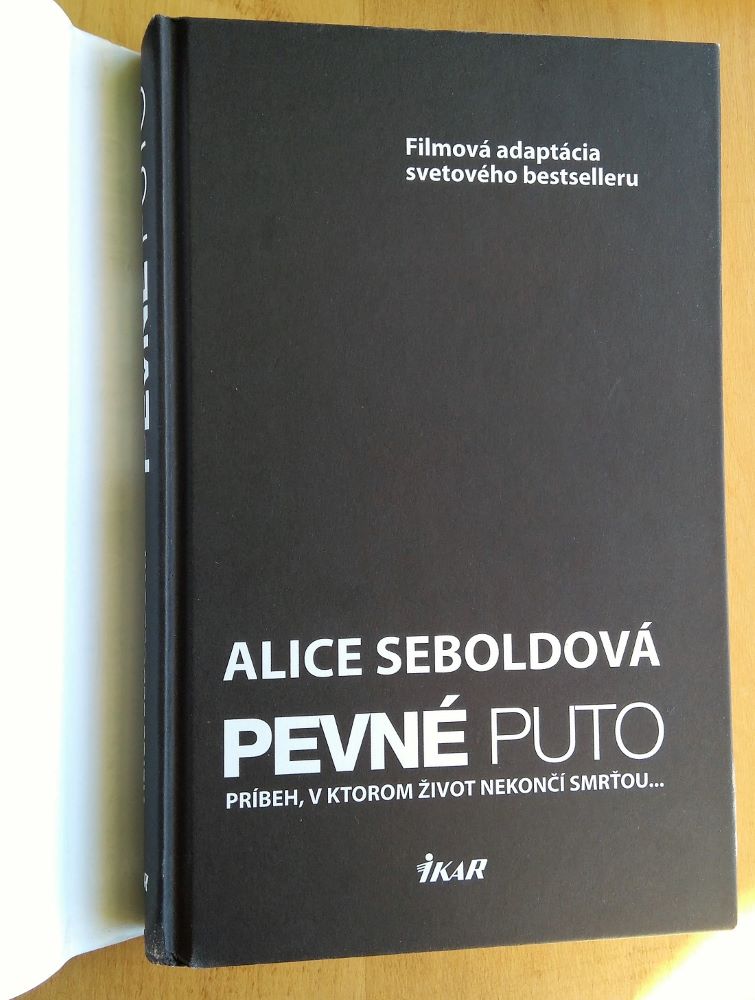 Filmová adaptácia
svetového bestselleru
ALICE SEBOLDOVÁ
PEVNÉ PUTO
PRÍBEH, V KTOROM ŽIVOT NEKONČÍ SMRŤOU...
IKAR